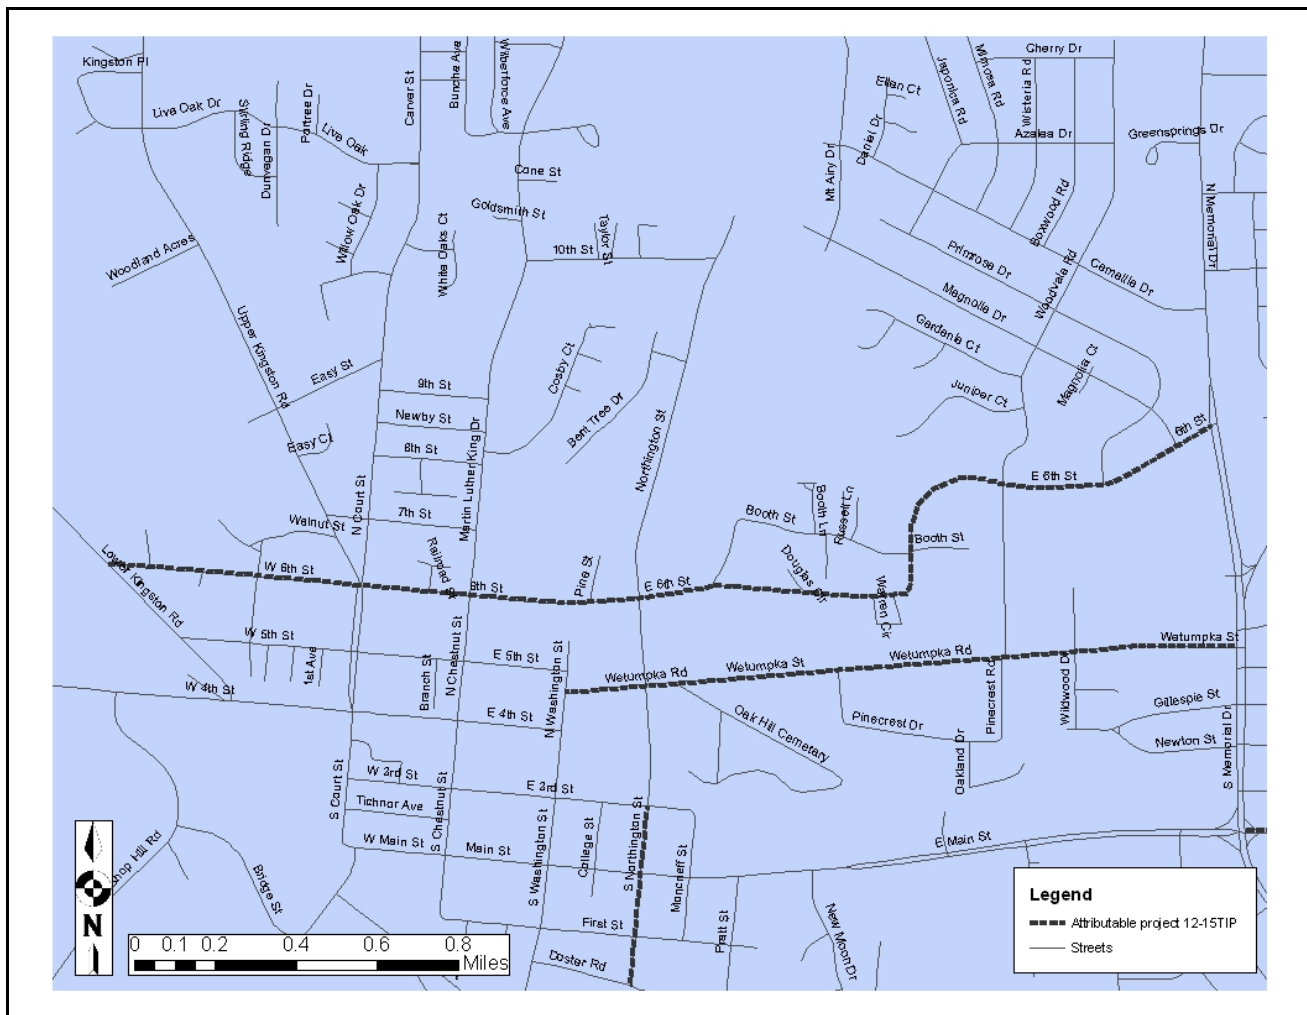 Kingston Pl
Live Oak Dr
Stirling Ridge
Dunvegan Dr
Partree Dr
Live Oak
Carver St
Bunche Ave
Wilberforce Ave
Cane St
Goldsmith St
Taylor St
10th St
Willow Oak Dr
White Oaks Ct
Woodland Acres
Upper Kingston Rd
Easy St
Easy Ct
9th St
Newby St
8th St
7th St
Martin Luther King Dr
N Court St
Walnut St
Railroad St
Cosby Ct
Bent Tree Dr
Northington St
Mt Airy Dr
Daniel Dr
Ellen Ct
Japonica Rd
Mimosa Rd
Cherry Dr
Wisteria Rd
Azalea Dr
Greensprings Dr
N Memorial Dr
Boxwood Rd
Primrose Dr
Camellia Dr
Woodvale Rd
Magnolia Dr
Gardenia Ct
Magnolia Ct
Juniper Ct
6th St
E 6th St
Booth St
Booth Ln
Russell Ln
Booth St
Douglas Cir
Warren Cir
Lower Kingston Rd
W 6th St
6th St
Pine St
E 6th St
W 5th St
1st Ave
Branch St
N Chestnut St
E 5th St
N Washington St
W 4th St
E 4th St
Wetumpka Rd
Wetumpka St
Wetumpka Rd
Wetumpka St
Pinecrest Rd
Wildwood Dr
Gillespie St
Newton St
S Memorial Dr
Oak Hill Cemetery
Pinecrest Dr
Oakland Dr
S Court St
W 3rd St
E 3rd St
Tichnor Ave
S Chestnut St
W Main St
Main St
S Washington St
College St
S Northington St
Moncrieff St
E Main St
Bridge St
First St
Pratt St
New Moon Dr
Doster Rd
N
0 0.1 0.2 0.4 0.6 0.8
Miles
Legend
Attributable project 12-15TIP
Streets